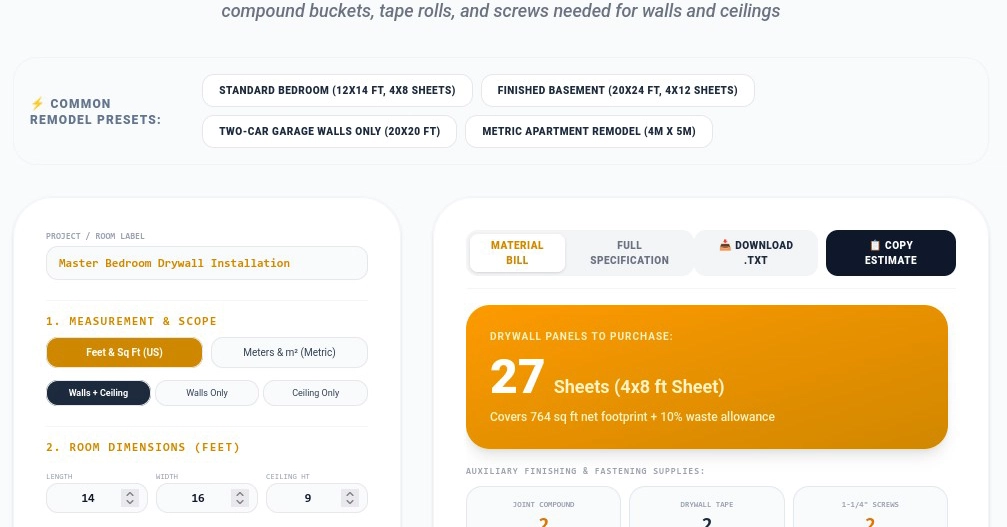 compound buckets, tape rolls, and screws needed for walls and ceilings
⚡ COMMON
REMODEL PRESETS:
STANDARD BEDROOM (12X14 FT, 4X8 SHEETS)
FINISHED BASEMENT (20X24 FT, 4X12 SHEETS)
TWO-CAR GARAGE WALLS ONLY (20X20 FT)
METRIC APARTMENT REMODEL (4M X 5M)
PROJECT / ROOM LABEL
Master Bedroom Drywall Installation
1. MEASUREMENT & SCOPE
Feet & Sq Ft (US)
Meters & m² (Metric)
Walls + Ceiling
Walls Only
Ceiling Only
2. ROOM DIMENSIONS (FEET)
LENGTH
WIDTH
CEILING HT
14
16
9
MATERIAL
BILL
FULL
SPECIFICATION
📥 DOWNLOAD
.TXT
📋 COPY
ESTIMATE
DRYWALL PANELS TO PURCHASE:
27 Sheets (4x8 ft Sheet)
Covers 764 sq ft net footprint + 10% waste allowance
AUXILIARY FINISHING & FASTENING SUPPLIES:
JOINT COMPOUND
DRYWALL TAPE
1-1/4" SCREWS
2
2
2